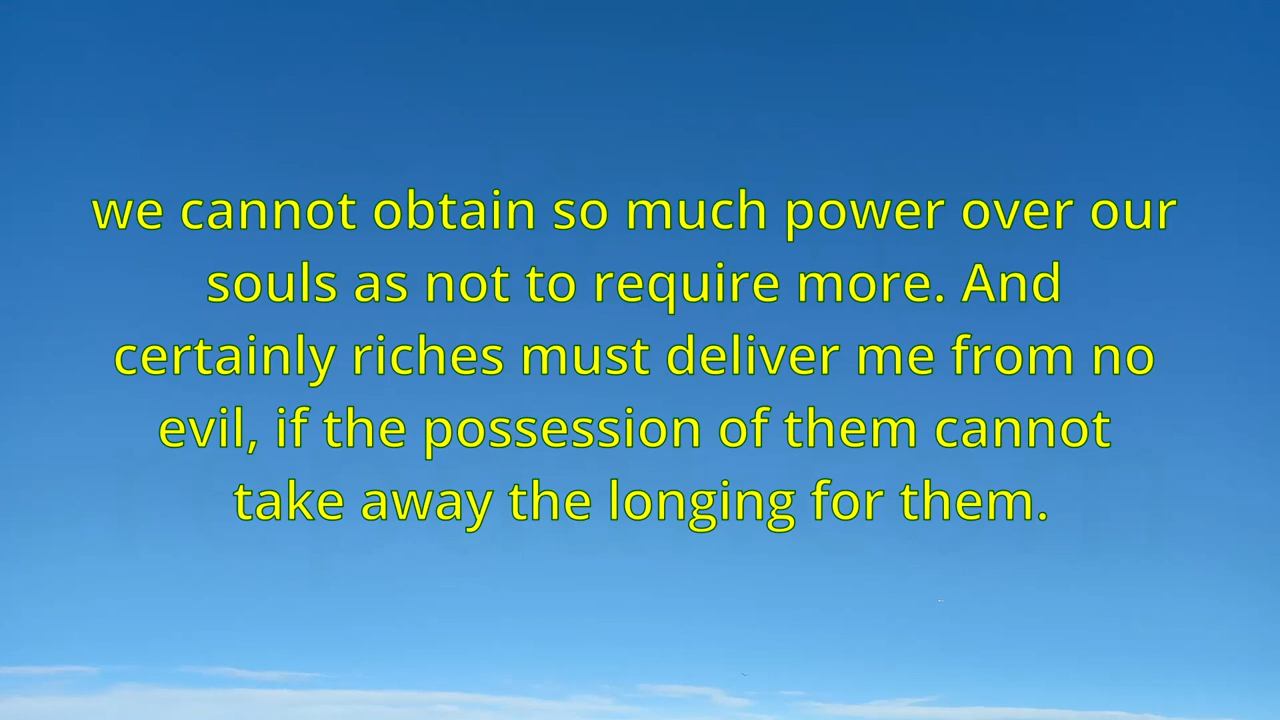 we cannot obtain so much power over our
souls as not to require more. And
certainly riches must deliver me from no
evil, if the possession of them cannot
take away the longing for them.